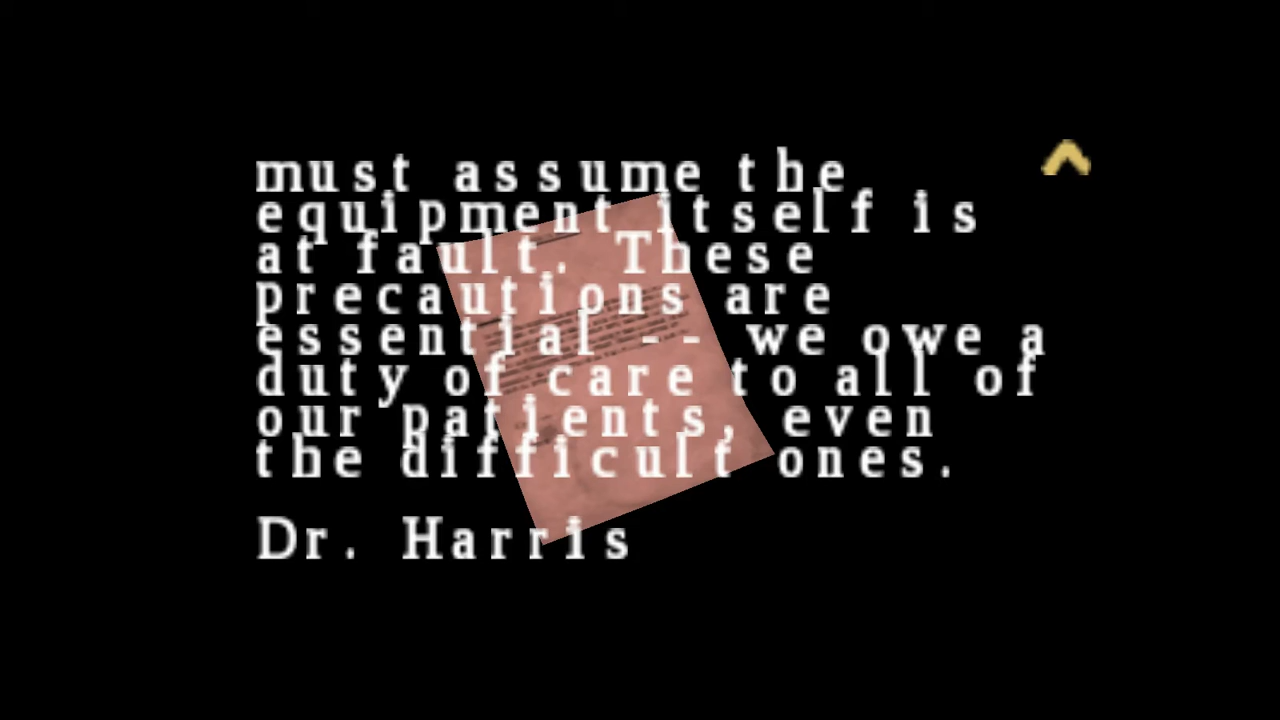 must assume the
equipment itself is
at fault. These
precautions are
essential -- we owe a
duty of care to all of
our patients, even
the difficult ones.
Dr. Harris